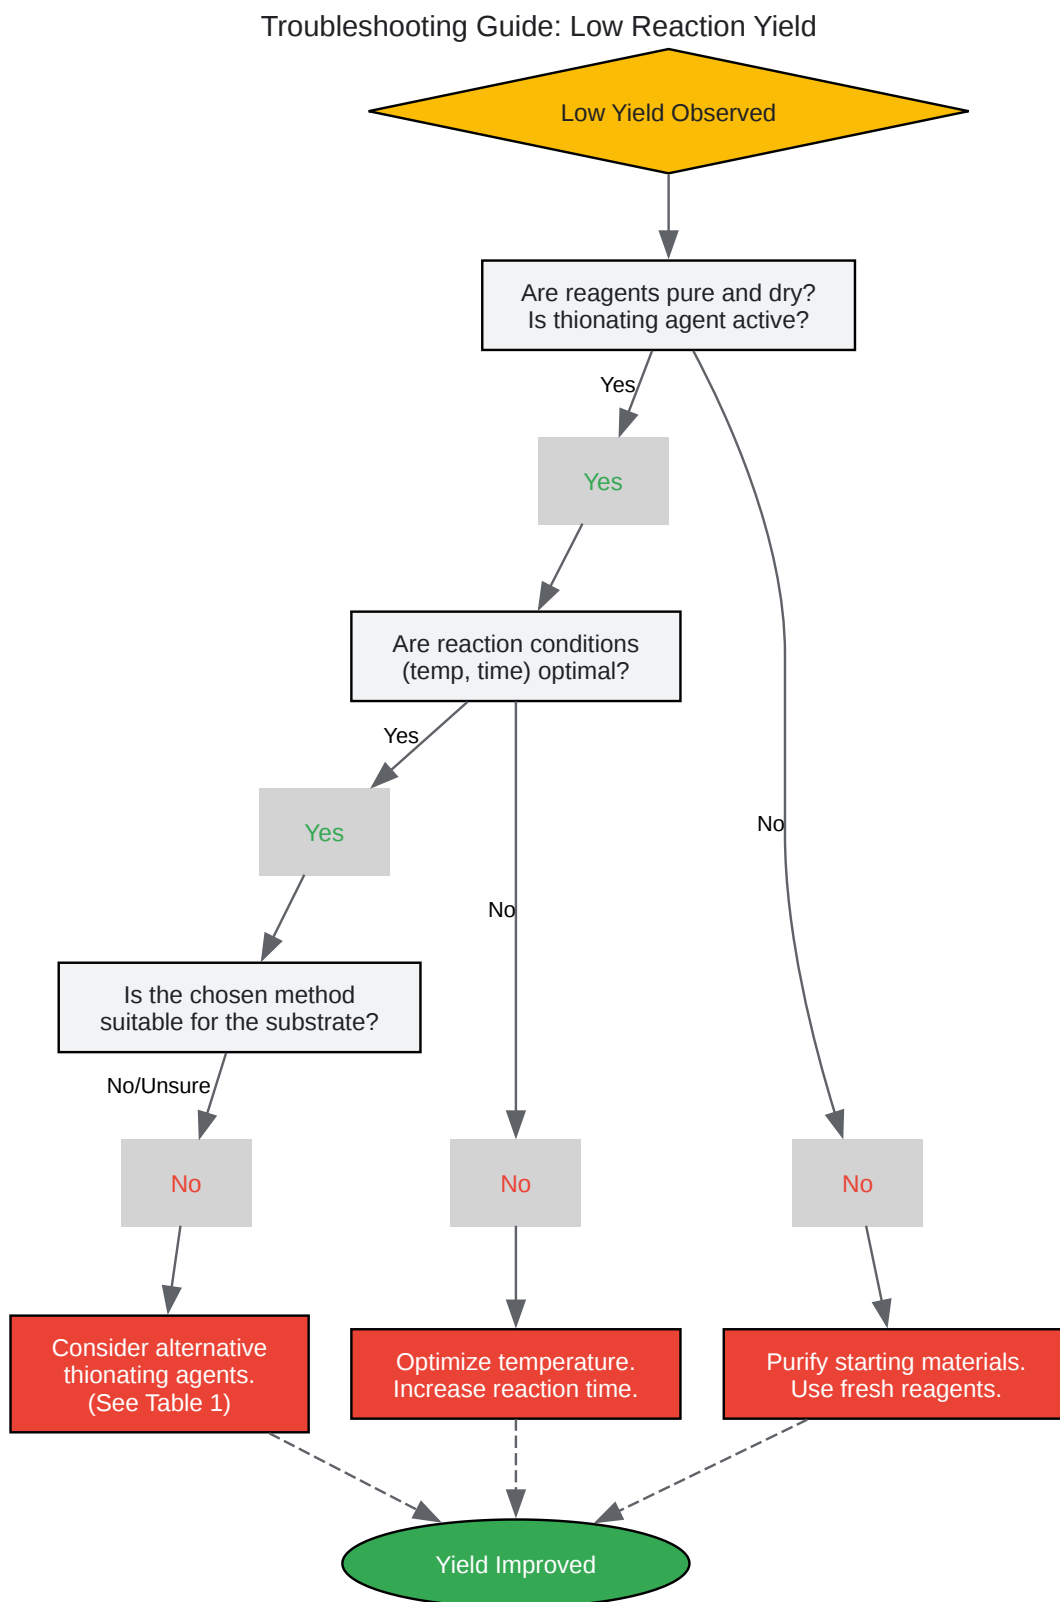 Troubleshooting Guide: Low Reaction Yield
Low Yield Observed
Are reagents pure and dry?
Is thionating agent active?
Yes
Yes
Are reaction conditions
(temp, time) optimal?
Yes
Yes
No
No
Is the chosen method
suitable for the substrate?
No/Unsure
No
No
No
Consider alternative
thionating agents.
(See Table 1)
Optimize temperature.
Increase reaction time.
Purify starting materials.
Use fresh reagents.
Yield Improved